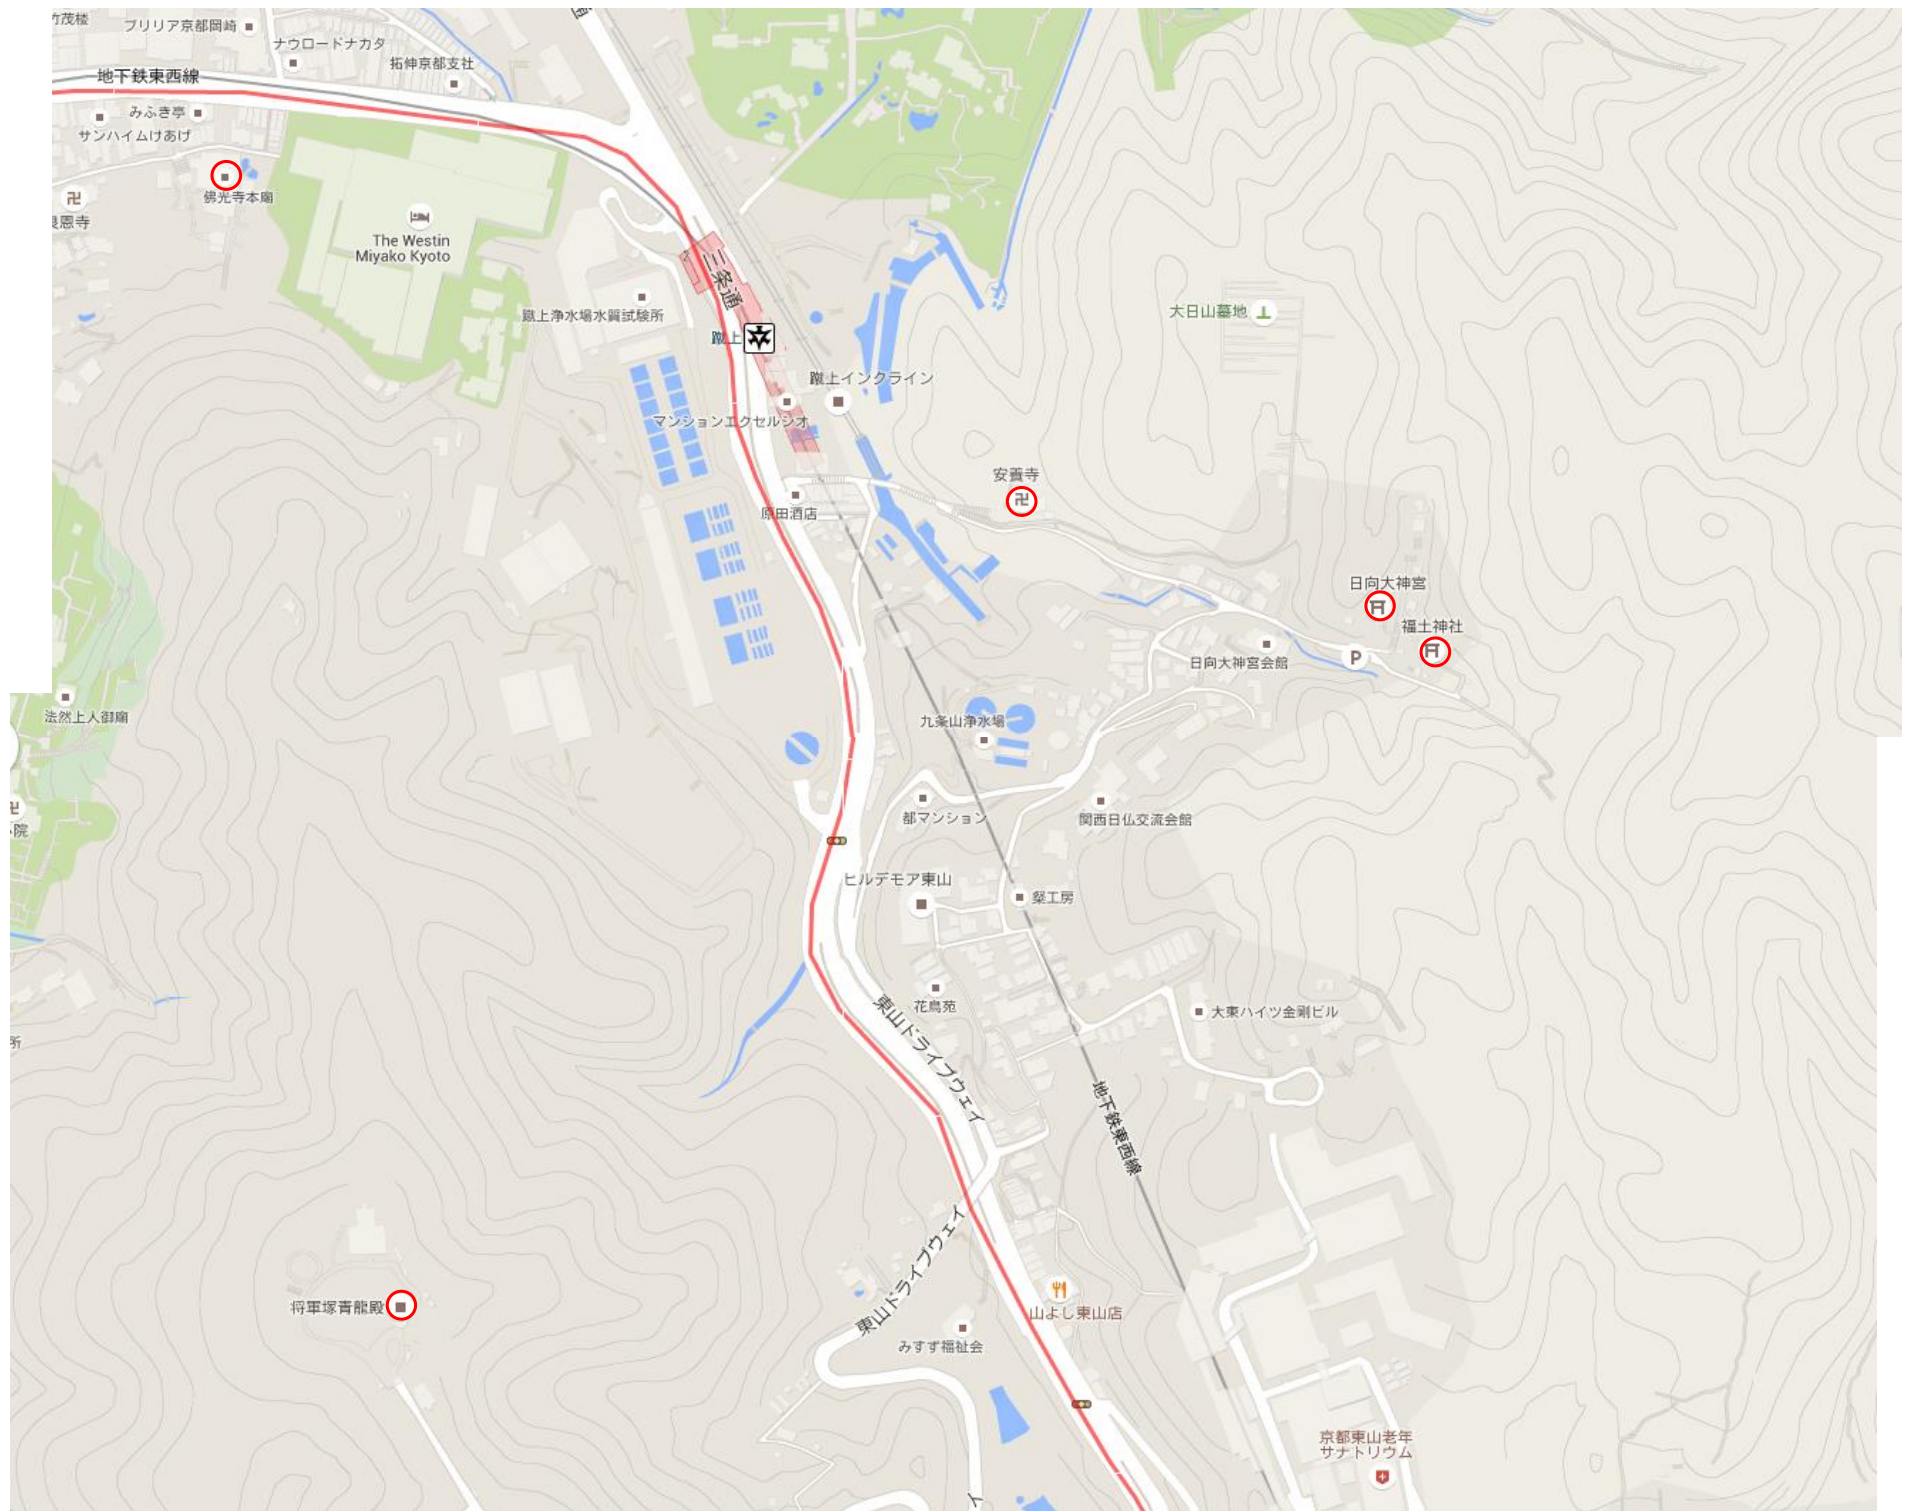 竹茂楼
ブリリア京都岡崎
ナウロードナカタ
拓伸京都支社
通
地下鉄東西線
みふき亭
サンハイムけあげ
佛光寺本廟
良恩寺
The Westin
Miyako Kyoto
三条通
蹴上浄水場水質試験所
蹴上
蹴上インクライン
マンションエクセルシオ
大日山墓地
安養寺
原田酒店
日向大神宮
福土神社
日向大神宮会館
P
法然上人御廟
九条山浄水場
院
都マンション
関西日仏交流会館
ヒルデモア東山
粲工房
花鳥苑
東山ドライブウェイ
大東ハイツ金剛ビル
所
地下鉄東西線
東山ドライブウェイ
将軍塚青龍殿
山よし東山店
みすず福祉会
京都東山老年
サナトリウム
イ